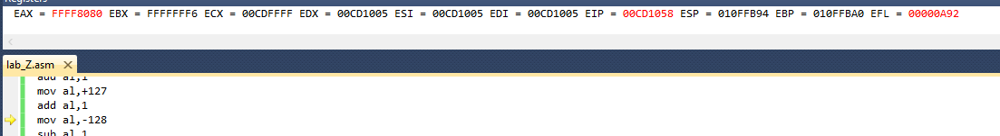 Registers
EAX = FFFF8080 EBX = FFFFFFF6 ECX = 00CDFFFF EDX = 00CD1005 ESI = 00CD1005 EDI = 00CD1005 EIP = 00CD1058 ESP = 010FFB94 EBP = 010FFBA0 EFL = 00000A92
lab_Z.asm
add al,1
mov al,+127
add al,1
mov al,-128
sub al,1